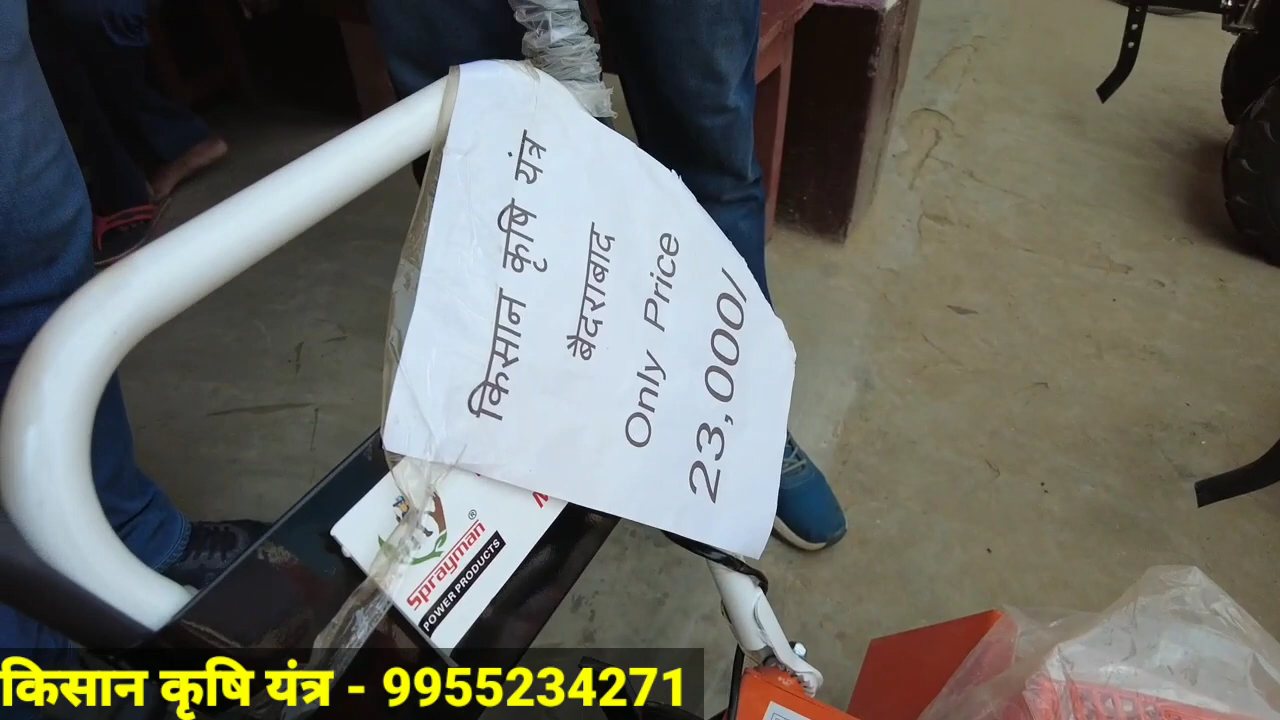 किसान कृषि यंत्र
बैदराबाद
Only Price
23,000/
Sprayman®
POWER PRODUCTS
किसान कृषि यंत्र - 9955234271